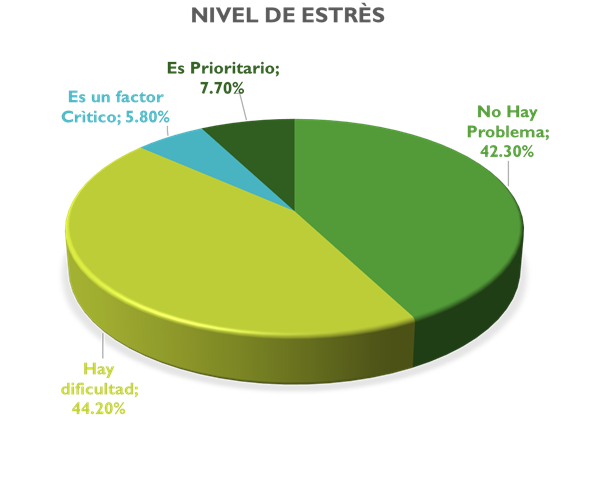 NIVEL DE ESTRÈS
Es Prioritario;
7.70%
Es un factor
Crìtico; 5.80%
No Hay
Problema;
42.30%
Hay
dificultad;
44.20%